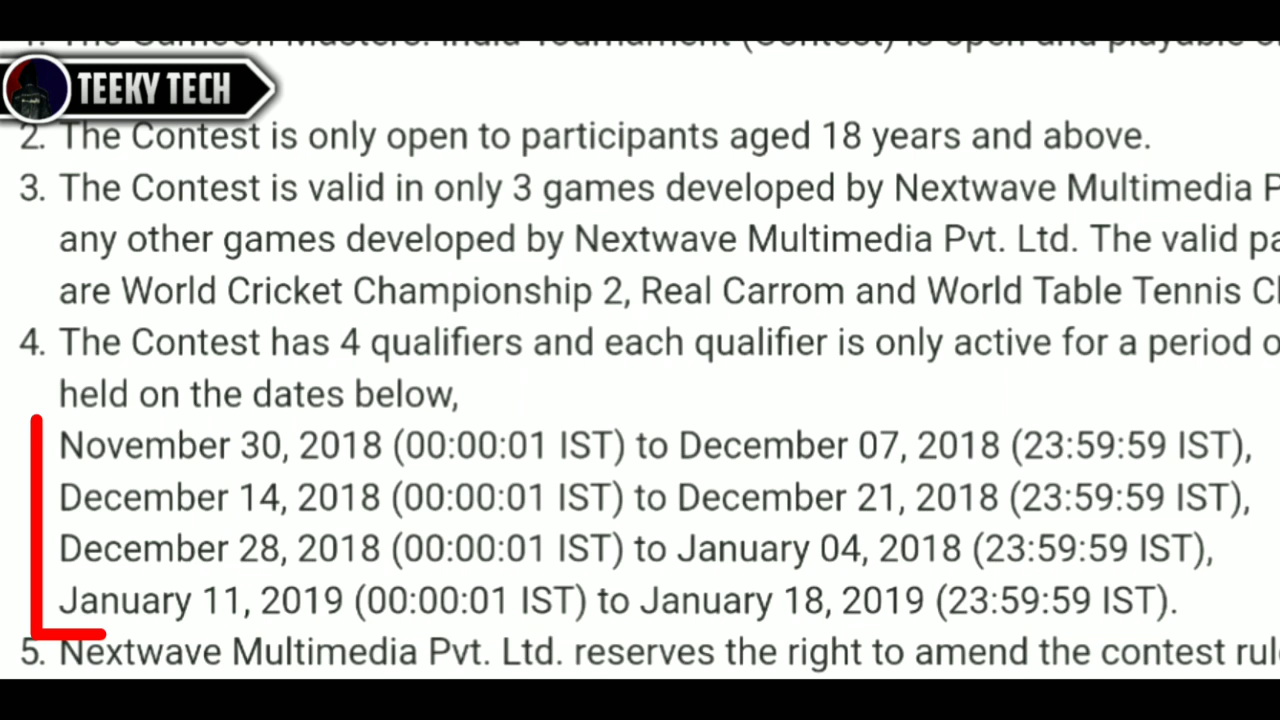 TEEKY TECH
2. The Contest is only open to participants aged 18 years and above.
3. The Contest is valid in only 3 games developed by Nextwave Multimedia
any other games developed by Nextwave Multimedia Pvt. Ltd. The valid
are World Cricket Championship 2, Real Carrom and World Table Tennis
4. The Contest has 4 qualifiers and each qualifier is only active for a period
held on the dates below,
November 30, 2018 (00:00:01 IST) to December 07, 2018 (23:59:59 IST),
December 14, 2018 (00:00:01 IST) to December 21, 2018 (23:59:59 IST),
December 28, 2018 (00:00:01 IST) to January 04, 2018 (23:59:59 IST),
January 11, 2019 (00:00:01 IST) to January 18, 2019 (23:59:59 IST).
5. Nextwave Multimedia Pvt. Ltd. reserves the right to amend the contest